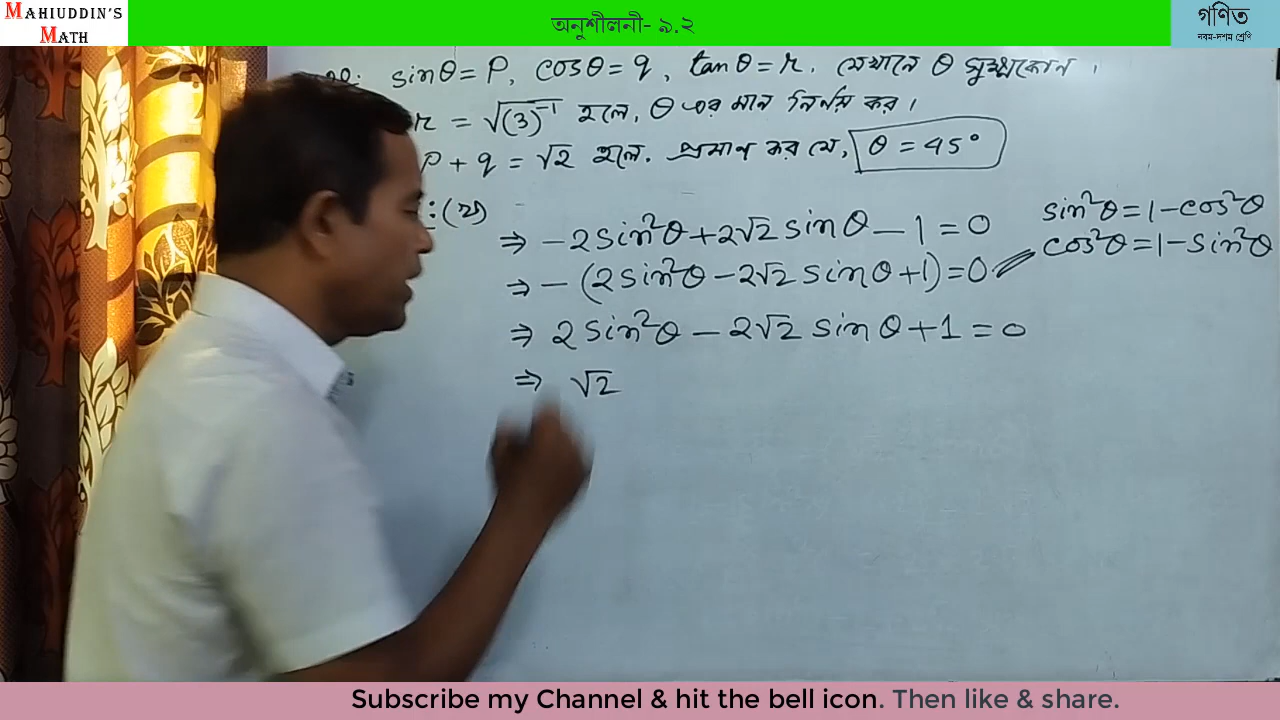 MAHIUDDIN'S
MATH
অনুশীলনী- ৯.২
গণিত
নবম-দশম শ্রেণি
sinθ = P, cosθ = q, tanθ = r. যেখানে θ সূক্ষ্মকোন।
r = √(3)⁻¹ হলে, θ এর মান নির্ণয় কর।
P + q = √2 হলে. প্রমাণ কর যে, θ = 45°
⇒ -2sin²θ + 2√2 sinθ - 1 = 0
⇒ -(2sin²θ - 2√2 sinθ + 1) = 0
⇒ 2 sin²θ - 2√2 sinθ + 1 = 0
⇒ √2
sin²θ = 1 - cos²θ
cos²θ = 1 - sin²θ
Subscribe my Channel & hit the bell icon. Then like & share.